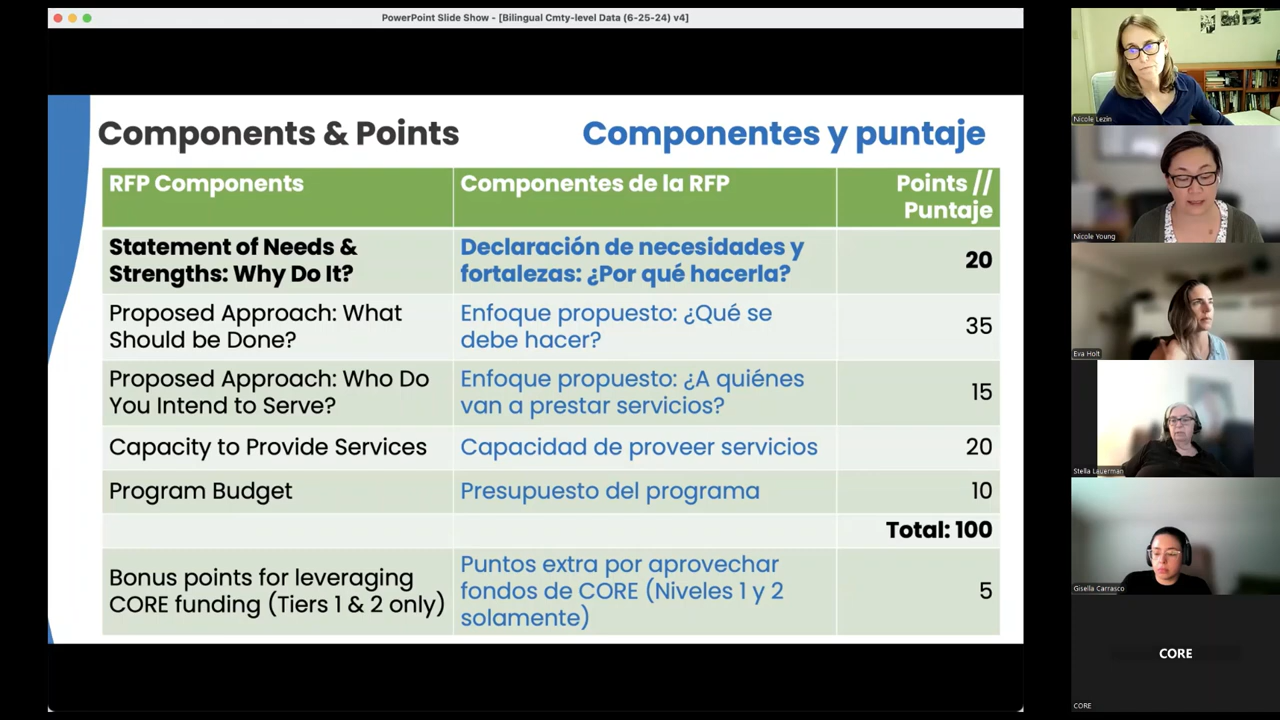 PowerPoint Slide Show - [Bilingual Cmty-level Data (6-25-24) v4]
Components & Points
Componentes y puntaje
RFP Components
Componentes de la RFP
Points //
Puntaje
Statement of Needs &
Strengths: Why Do It?
Declaración de necesidades y
fortalezas: ¿Por qué hacerla?
20
Proposed Approach: What
Should be Done?
Enfoque propuesto: ¿Qué se
debe hacer?
35
Proposed Approach: Who Do
You Intend to Serve?
Enfoque propuesto: ¿A quiénes
van a prestar servicios?
15
Capacity to Provide Services
Capacidad de proveer servicios
20
Program Budget
Presupuesto del programa
10
Total: 100
Bonus points for leveraging
CORE funding (Tiers 1 & 2 only)
Puntos extra por aprovechar
fondos de CORE (Niveles 1 y 2
solamente)
5
Nicole Lezin
Nicole Young
Eva Holt
Stella Lauerman
Gisella Carrasco
CORE
CORE